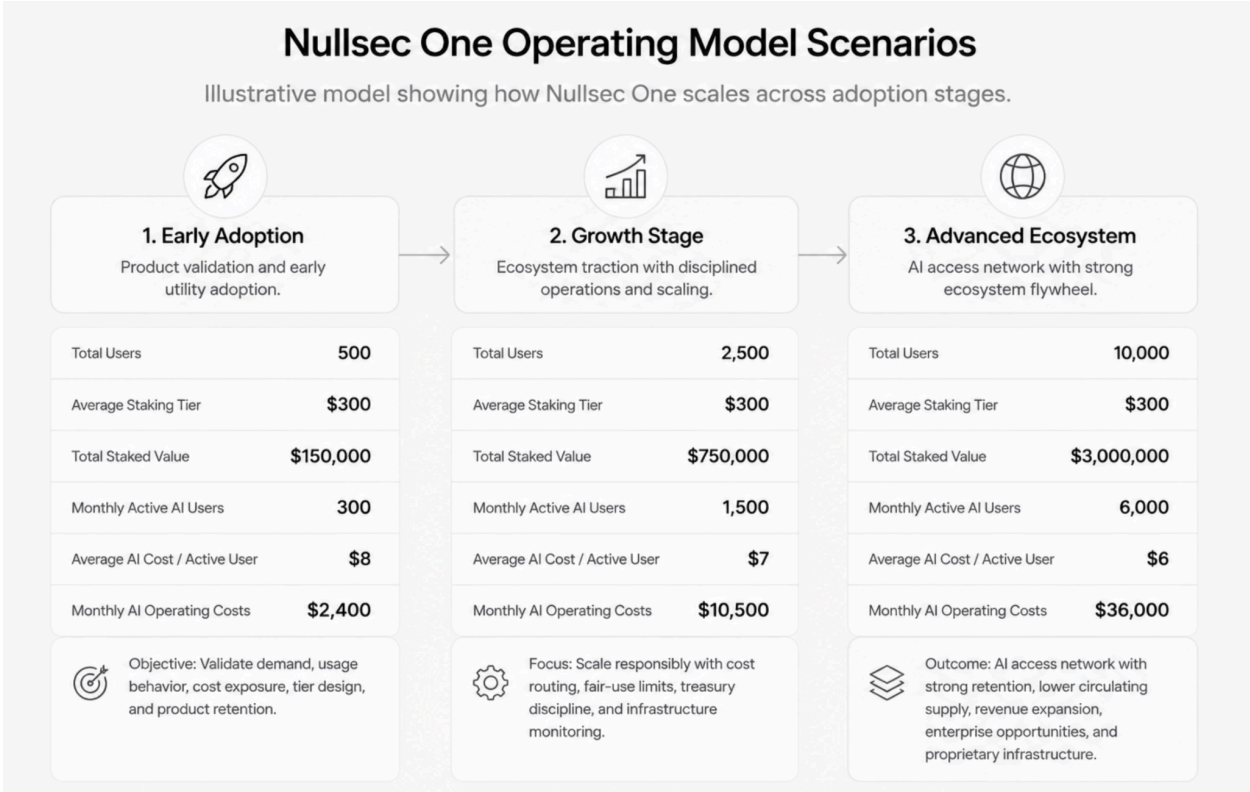 Nullsec One Operating Model Scenarios
Illustrative model showing how Nullsec One scales across adoption stages.
1. Early Adoption
Product validation and early
utility adoption.
Total Users 500
Average Staking Tier $300
Total Staked Value $150,000
Monthly Active AI Users 300
Average AI Cost / Active User $8
Monthly AI Operating Costs $2,400
Objective: Validate demand, usage
behavior, cost exposure, tier design,
and product retention.
2. Growth Stage
Ecosystem traction with disciplined
operations and scaling.
Total Users 2,500
Average Staking Tier $300
Total Staked Value $750,000
Monthly Active AI Users 1,500
Average AI Cost / Active User $7
Monthly AI Operating Costs $10,500
Focus: Scale responsibly with cost
routing, fair-use limits, treasury
discipline, and infrastructure
monitoring.
3. Advanced Ecosystem
AI access network with strong
ecosystem flywheel.
Total Users 10,000
Average Staking Tier $300
Total Staked Value $3,000,000
Monthly Active AI Users 6,000
Average AI Cost / Active User $6
Monthly AI Operating Costs $36,000
Outcome: AI access network with
strong retention, lower circulating
supply, revenue expansion,
enterprise opportunities, and
proprietary infrastructure.